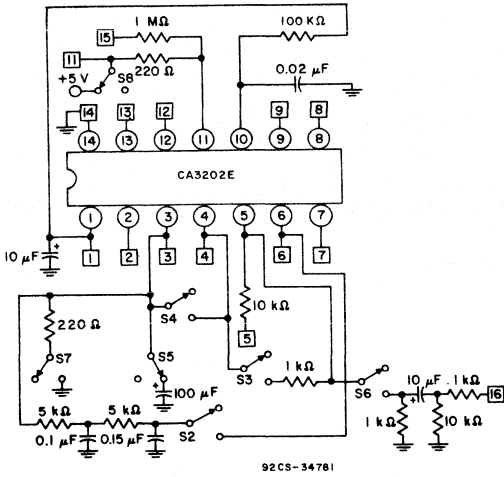 1 MΩ
15
100 KΩ
11
220 Ω
+5 V
S8
0.02 µF
14
13
12
9
8
14
13
12
11
10
9
8
CA3202E
1
2
3
4
5
6
7
10 µF
+
1
2
3
4
6
7
10 kΩ
S4
5
220 Ω
S7
S5
+
100 µF
S3
1 kΩ
S6
10 µF
.1 kΩ
16
+
5 kΩ
5 kΩ
0.1 µF
0.15 µF
S2
1 kΩ
10 kΩ
92CS-34781